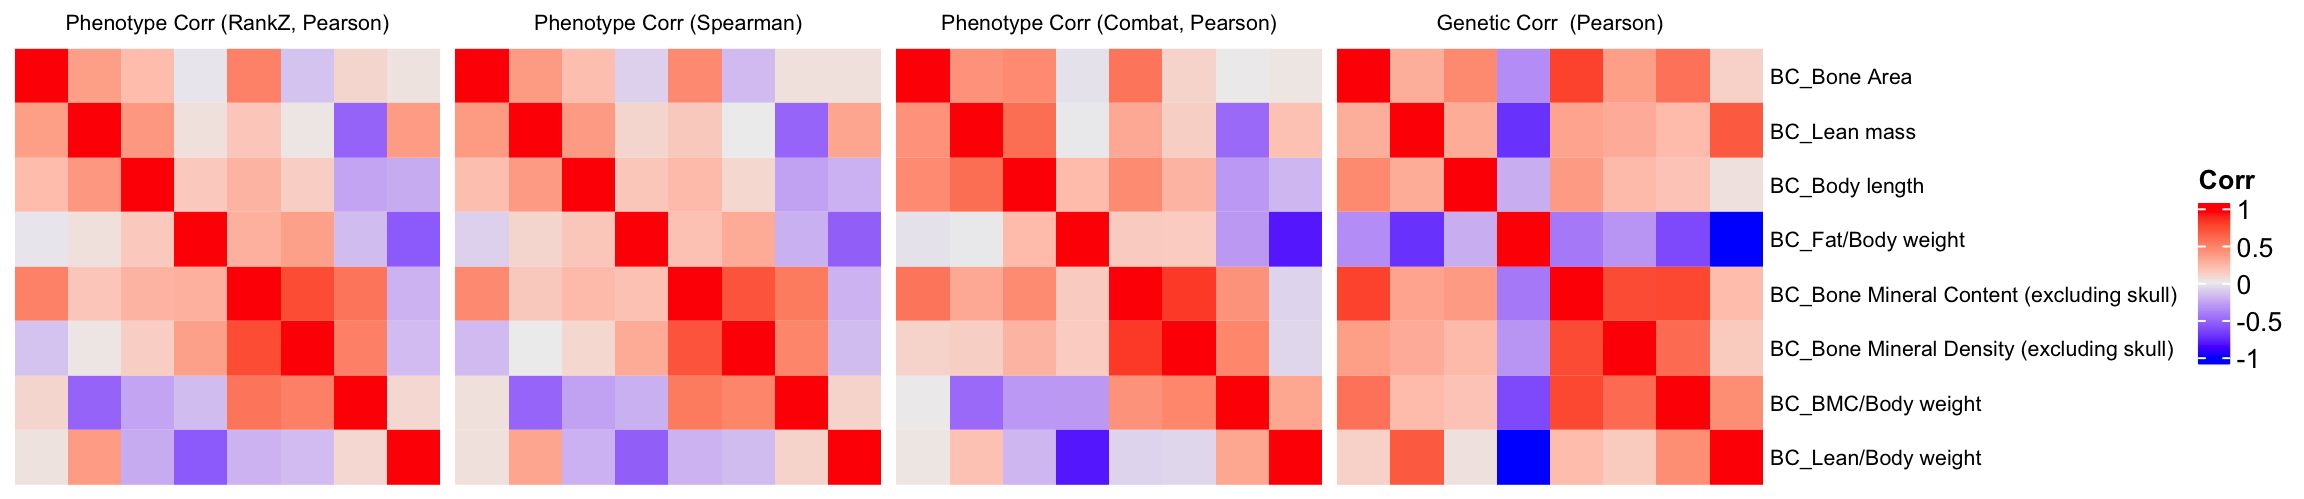 Phenotype Corr (RankZ, Pearson)
Phenotype Corr (Spearman)
Phenotype Corr (Combat, Pearson)
Genetic Corr  (Pearson)
BC_Bone Area
BC_Lean mass
BC_Body length
BC_Fat/Body weight
BC_Bone Mineral Content (excluding skull)
BC_Bone Mineral Density (excluding skull)
BC_BMC/Body weight
BC_Lean/Body weight
Corr
1
0.5
0
-0.5
-1